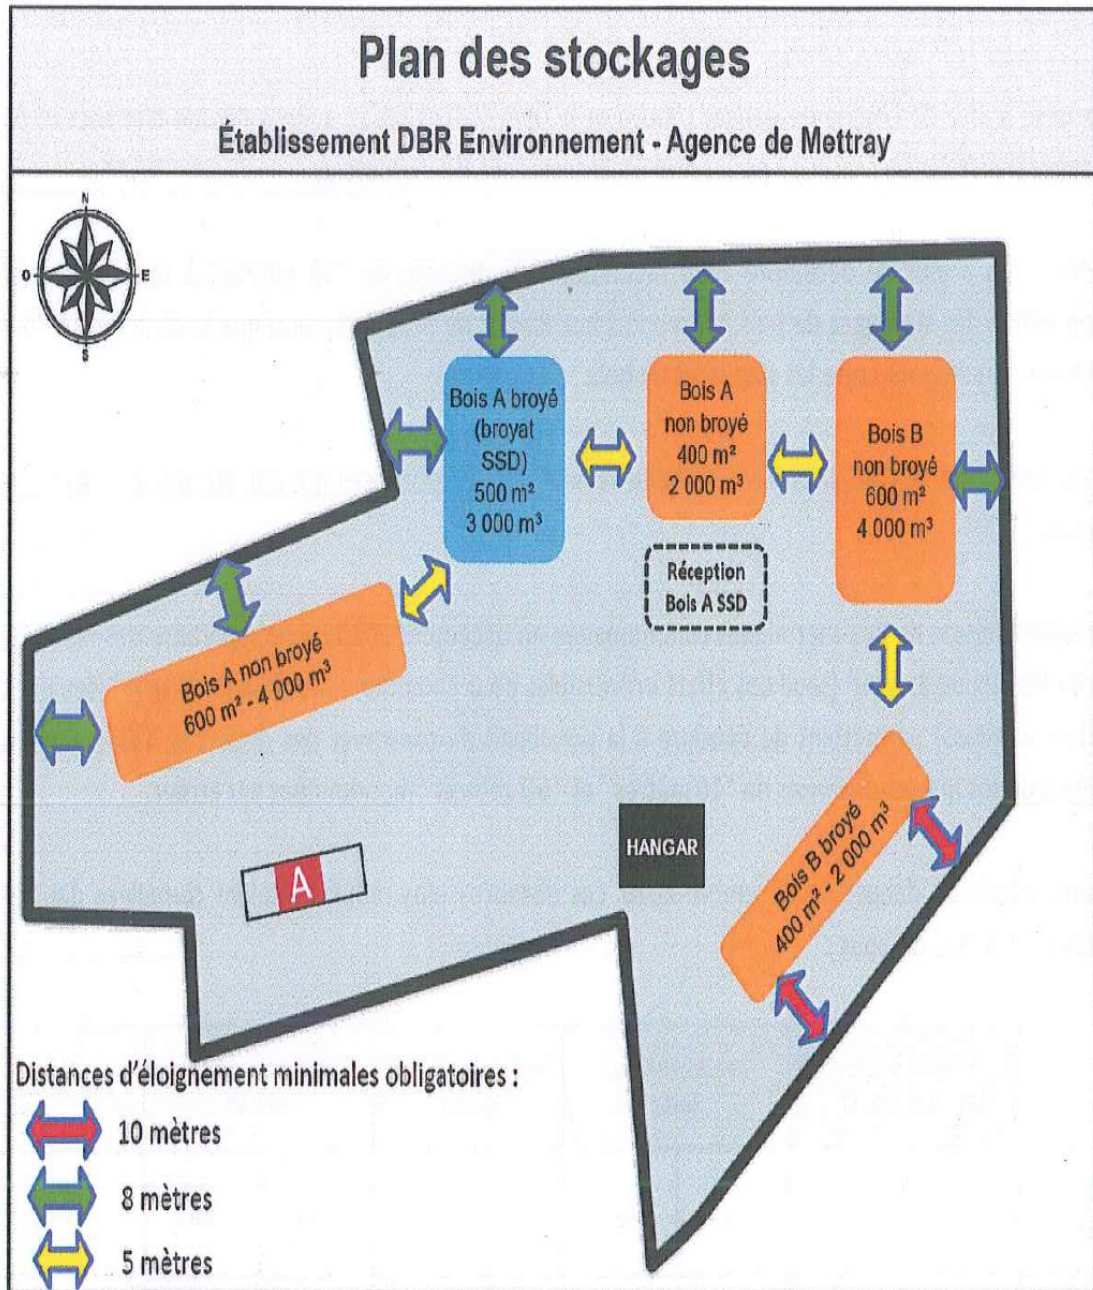 Plan des stockages
Établissement DBR Environnement - Agence de Mettray
N
O
E
S
Bois A broyé
(broyat
SSD)
500 m²
3 000 m³
Bois A
non broyé
400 m²
2 000 m³
Bois B
non broyé
600 m²
4 000 m³
Réception
Bois A SSD
Bois A non broyé
600 m² - 4 000 m³
HANGAR
Bois B broyé
400 m² - 2 000 m³
A
Distances d'éloignement minimales obligatoires :
10 mètres
8 mètres
5 mètres